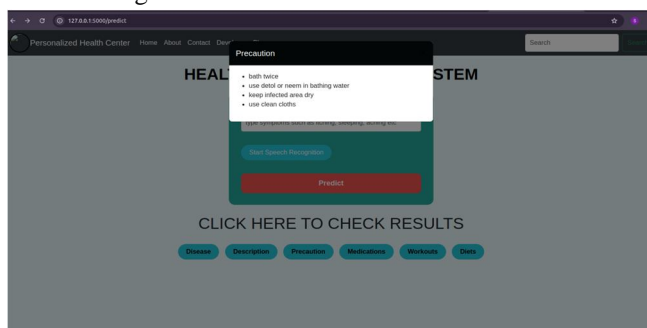 127.0.0.1:5000/predict
Personalized Health Center Home About Contact Search
Precaution
HEAL STEM
bath twice
use detol or neem in bathing water
keep infected area dry
use clean cloths
type symptoms such as itching, sleeping, aching etc
Start Speech Recognition
Predict
CLICK HERE TO CHECK RESULTS
Disease Description Precaution Medications Workouts Diets